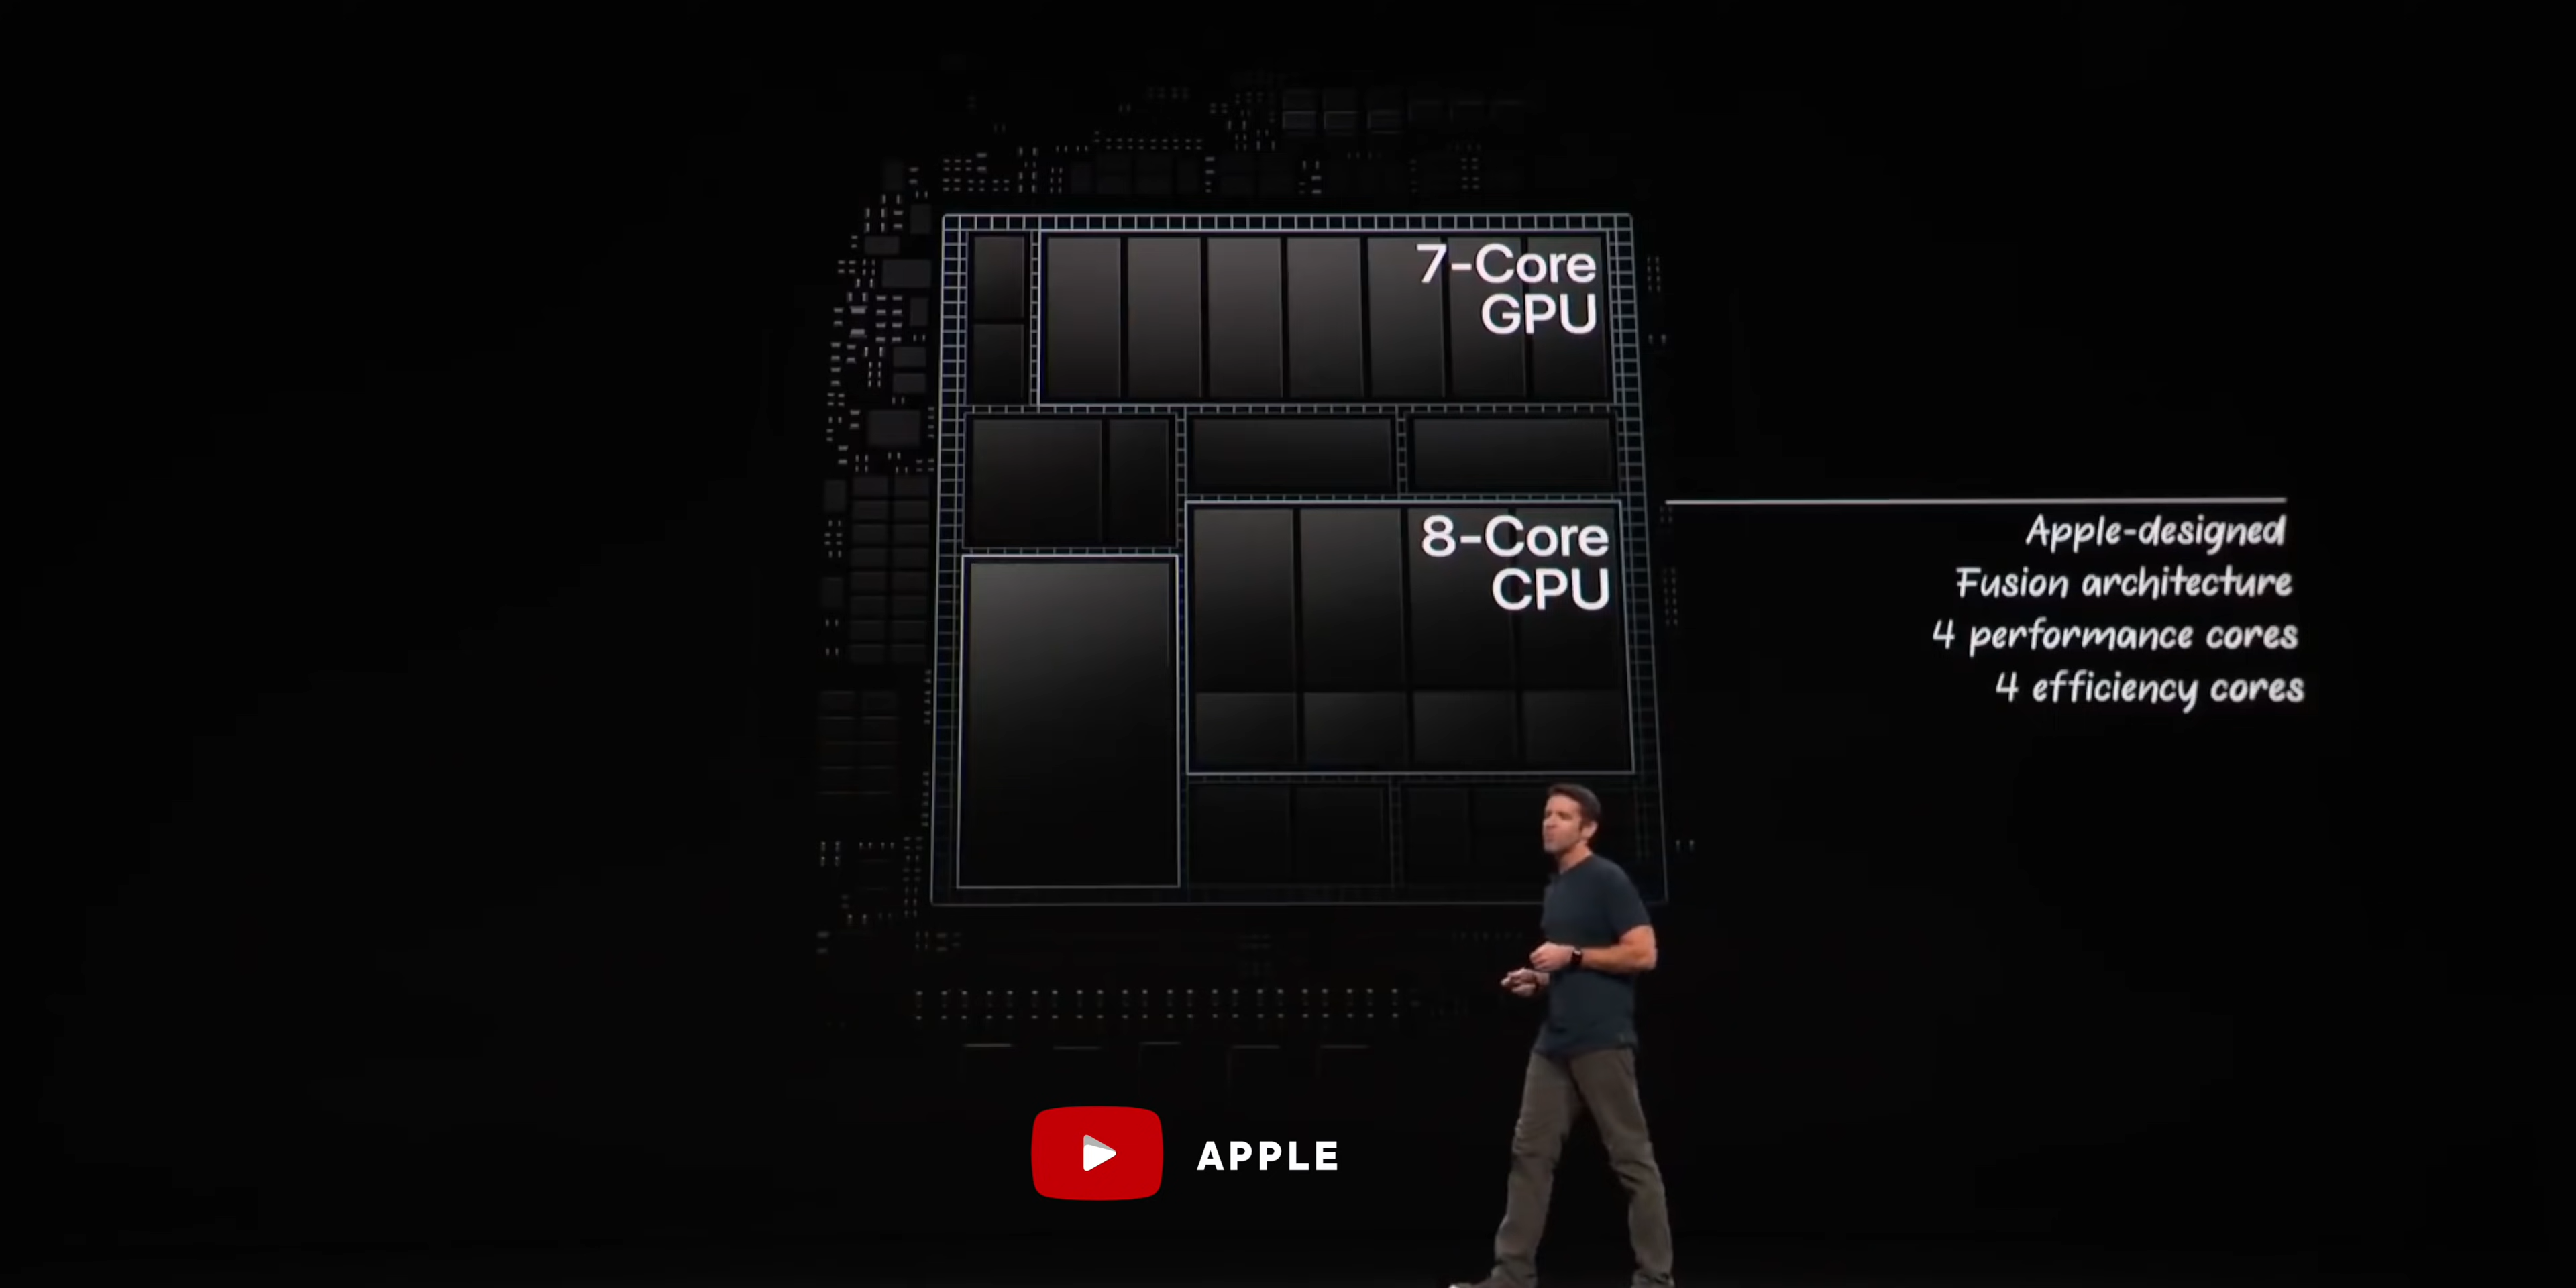 7-Core
GPU
8-Core
CPU
Apple-designed
Fusion architecture
4 performance cores
4 efficiency cores
APPLE